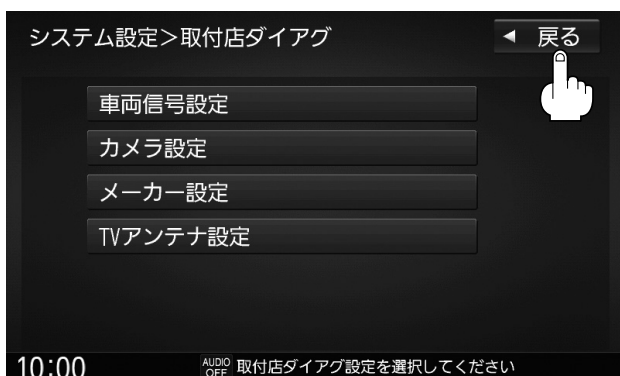 システム設定＞取付店ダイアグ
◀ 戻る
車両信号設定
カメラ設定
メーカー設定
TVアンテナ設定
10:00 AUDIO OFF 取付店ダイアグ設定を選択してください